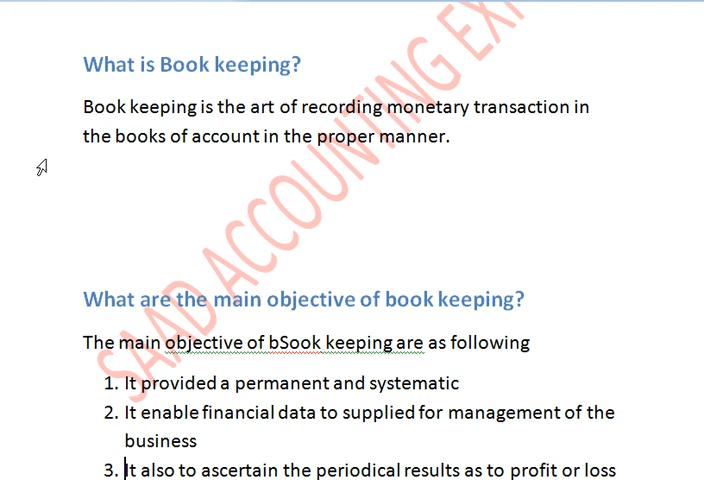 What is Book keeping?
Book keeping is the art of recording monetary transaction in
the books of account in the proper manner.
SAAD ACCOUNTING
What are the main objective of book keeping?
The main objective of bSook keeping are as following
1. It provided a permanent and systematic
2. It enable financial data to supplied for management of the
business
3. It also to ascertain the periodical results as to profit or loss